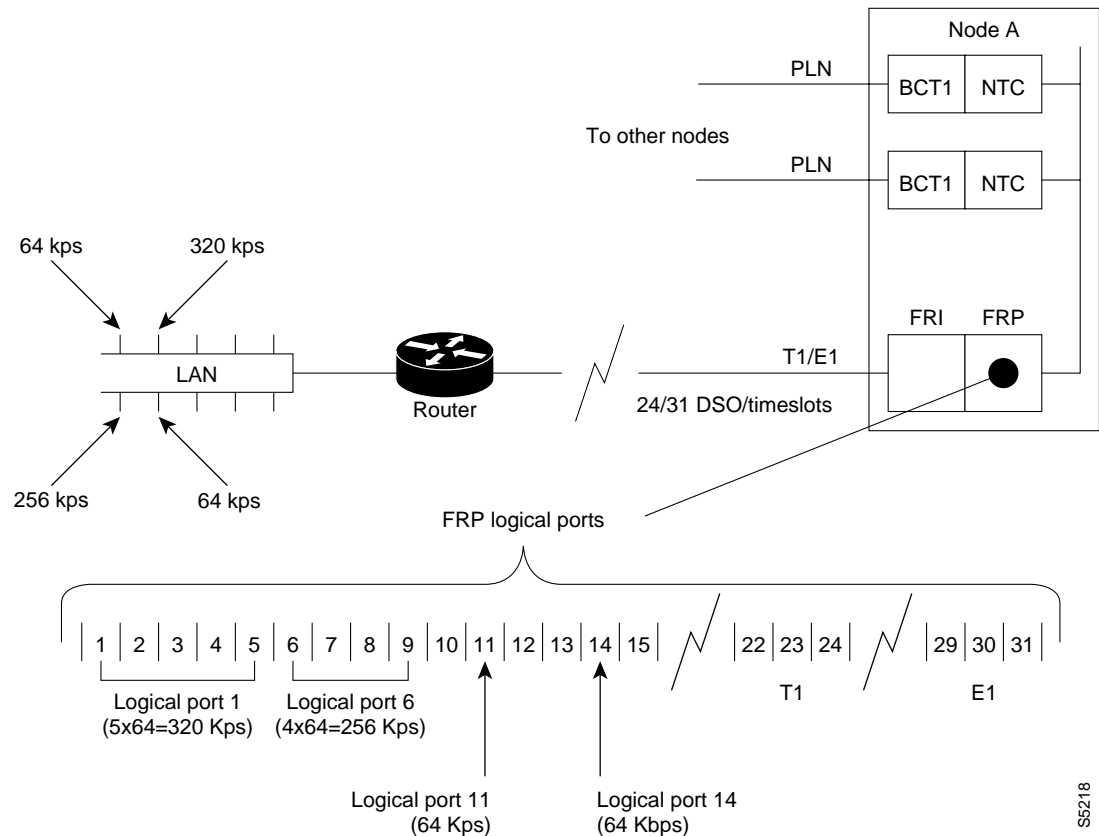 Node A
PLN
BCT1 NTC
To other nodes
PLN
BCT1 NTC
64 kps 320 kps
FRI FRP
T1/E1
LAN
Router
24/31 DSO/timeslots
256 kps 64 kps
FRP logical ports
1 2 3 4 5 6 7 8 9 10 11 12 13 14 15 22 23 24 29 30 31
T1 E1
Logical port 1
(5x64=320 Kps)
Logical port 6
(4x64=256 Kps)
Logical port 11
(64 Kps)
Logical port 14
(64 Kbps)
S5218